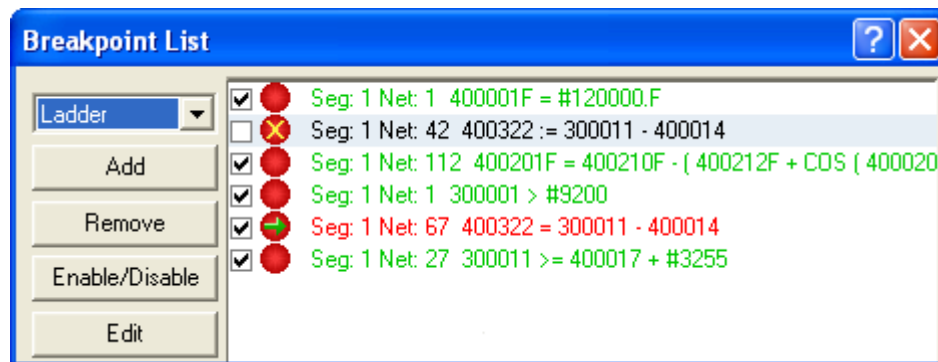 Breakpoint List
Ladder
Add
Remove
Enable/Disable
Edit
Seg: 1 Net: 1 400001F = #120000.F
Seg: 1 Net: 42 400322 := 300011 - 400014
Seg: 1 Net: 112 400201F = 400210F - ( 400212F + COS ( 400020
Seg: 1 Net: 1 300001 > #9200
Seg: 1 Net: 67 400322 = 300011 - 400014
Seg: 1 Net: 27 300011 >= 400017 + #3255